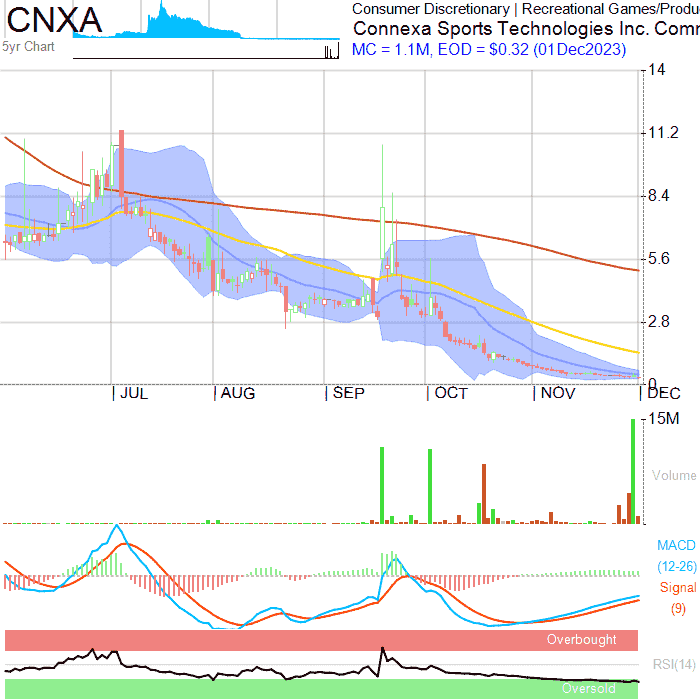 CNXA
5yr Chart
Consumer Discretionary | Recreational Games/Produ
Connexa Sports Technologies Inc. Comm
MC = 1.1M, EOD = $0.32 (01Dec2023)
14
11.2
8.4
5.6
2.8
0
JUL
AUG
SEP
OCT
NOV
DEC
15M
Volume
MACD
(12-26)
Signal
(9)
Overbought
RSI(14)
Oversold